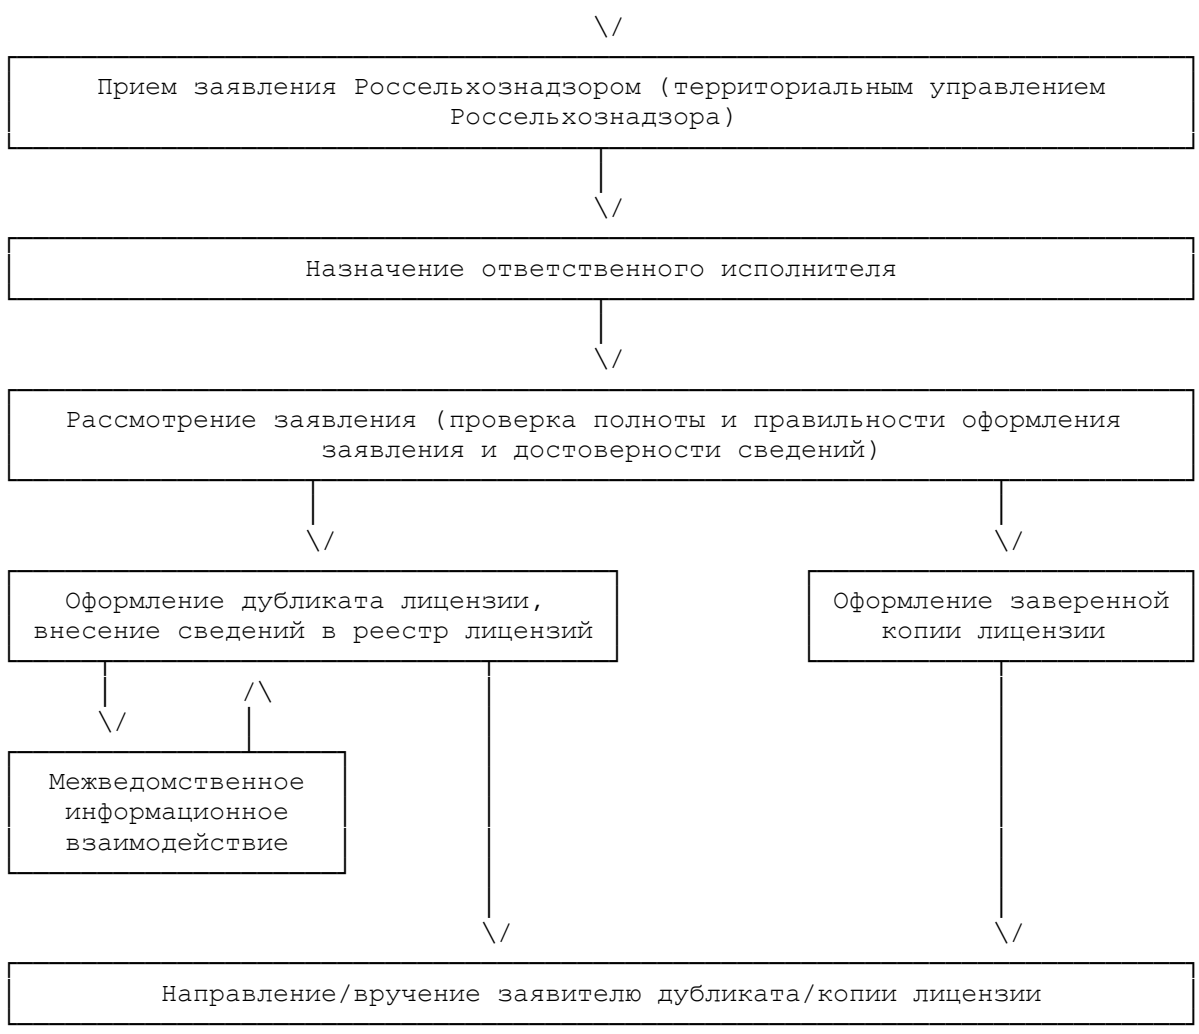 Прием заявления Россельхознадзором (территориальным управлением
Россельхознадзора)
Назначение ответственного исполнителя
Рассмотрение заявления (проверка полноты и правильности оформления
заявления и достоверности сведений)
Оформление дубликата лицензии,
внесение сведений в реестр лицензий
Оформление заверенной
копии лицензии
Межведомственное
информационное
взаимодействие
Направление/вручение заявителю дубликата/копии лицензии